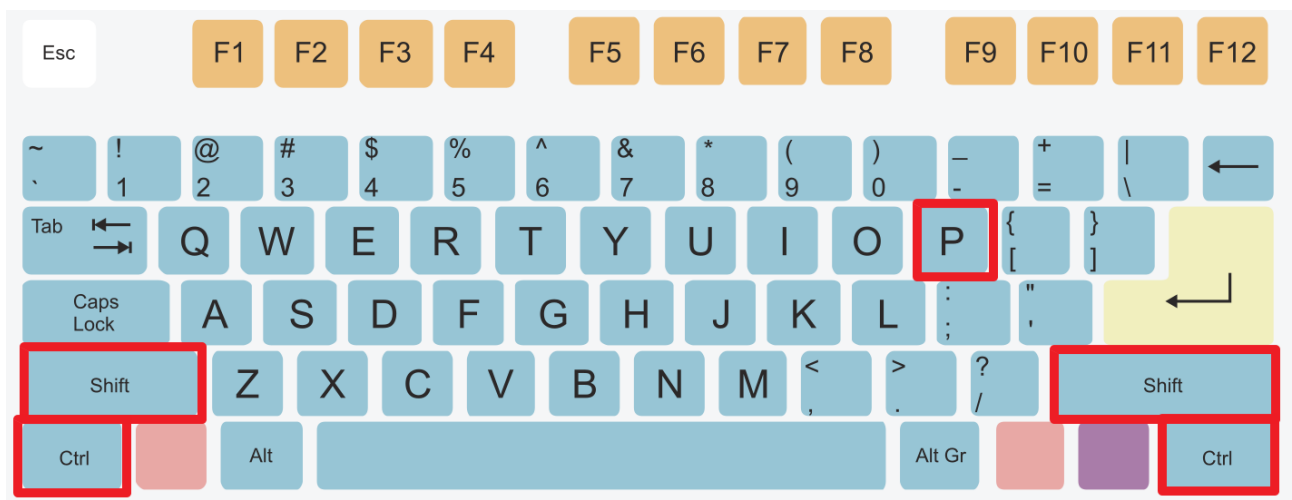 Esc F1 F2 F3 F4 F5 F6 F7 F8 F9 F10 F11 F12
~ ! @ # $ % ^ & * ( ) _ + |
` 1 2 3 4 5 6 7 8 9 0 - = \
Tab Q W E R T Y U I O P { }
[ ]
Caps Lock A S D F G H J K L : "
; '
Shift Z X C V B N M < > ? Shift
, . /
Ctrl Alt Alt Gr Ctrl